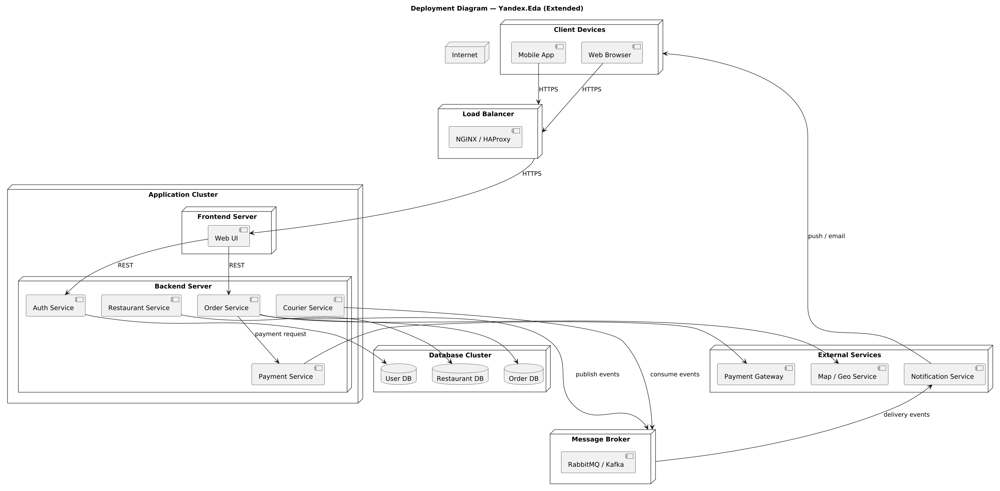 Deployment Diagram — Yandex.Eda (Extended)
Client Devices
Internet
Mobile App
Web Browser
HTTPS
HTTPS
Load Balancer
NGINX / HAProxy
HTTPS
Application Cluster
Frontend Server
Web UI
push / email
REST
REST
Backend Server
Auth Service
Restaurant Service
Order Service
Courier Service
payment request
Payment Service
Database Cluster
User DB
Restaurant DB
Order DB
publish events
consume events
External Services
Payment Gateway
Map / Geo Service
Notification Service
delivery events
Message Broker
RabbitMQ / Kafka